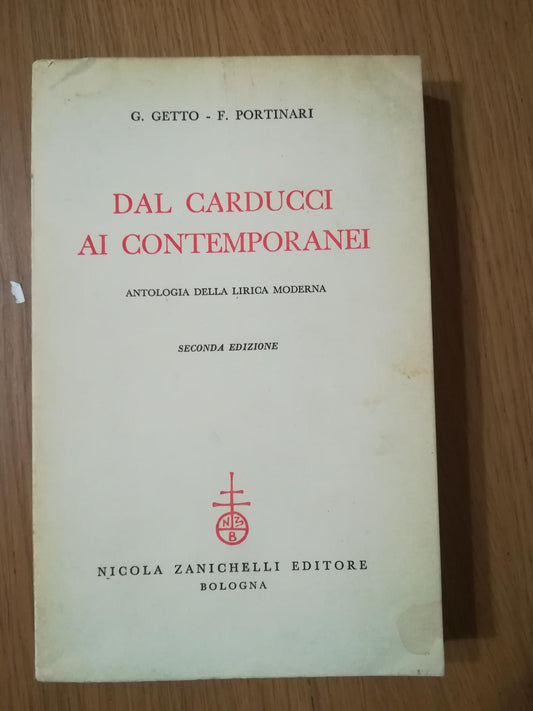 G. GETTO - F. PORTINARI
DAL CARDUCCI
AI CONTEMPORANEI
ANTOLOGIA DELLA LIRICA MODERNA
SECONDA EDIZIONE
N Z
B
NICOLA ZANICHELLI EDITORE
BOLOGNA